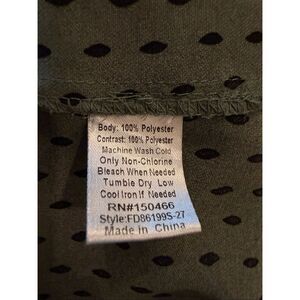 Body: 100% Polyester
Contrast: 100% Polyester
Machine Wash Cold
Only Non-Chlorine
Bleach When Needed
Tumble Dry Low
Cool Iron If Needed
RN#150466
Style:FD86199S-27
Made in China